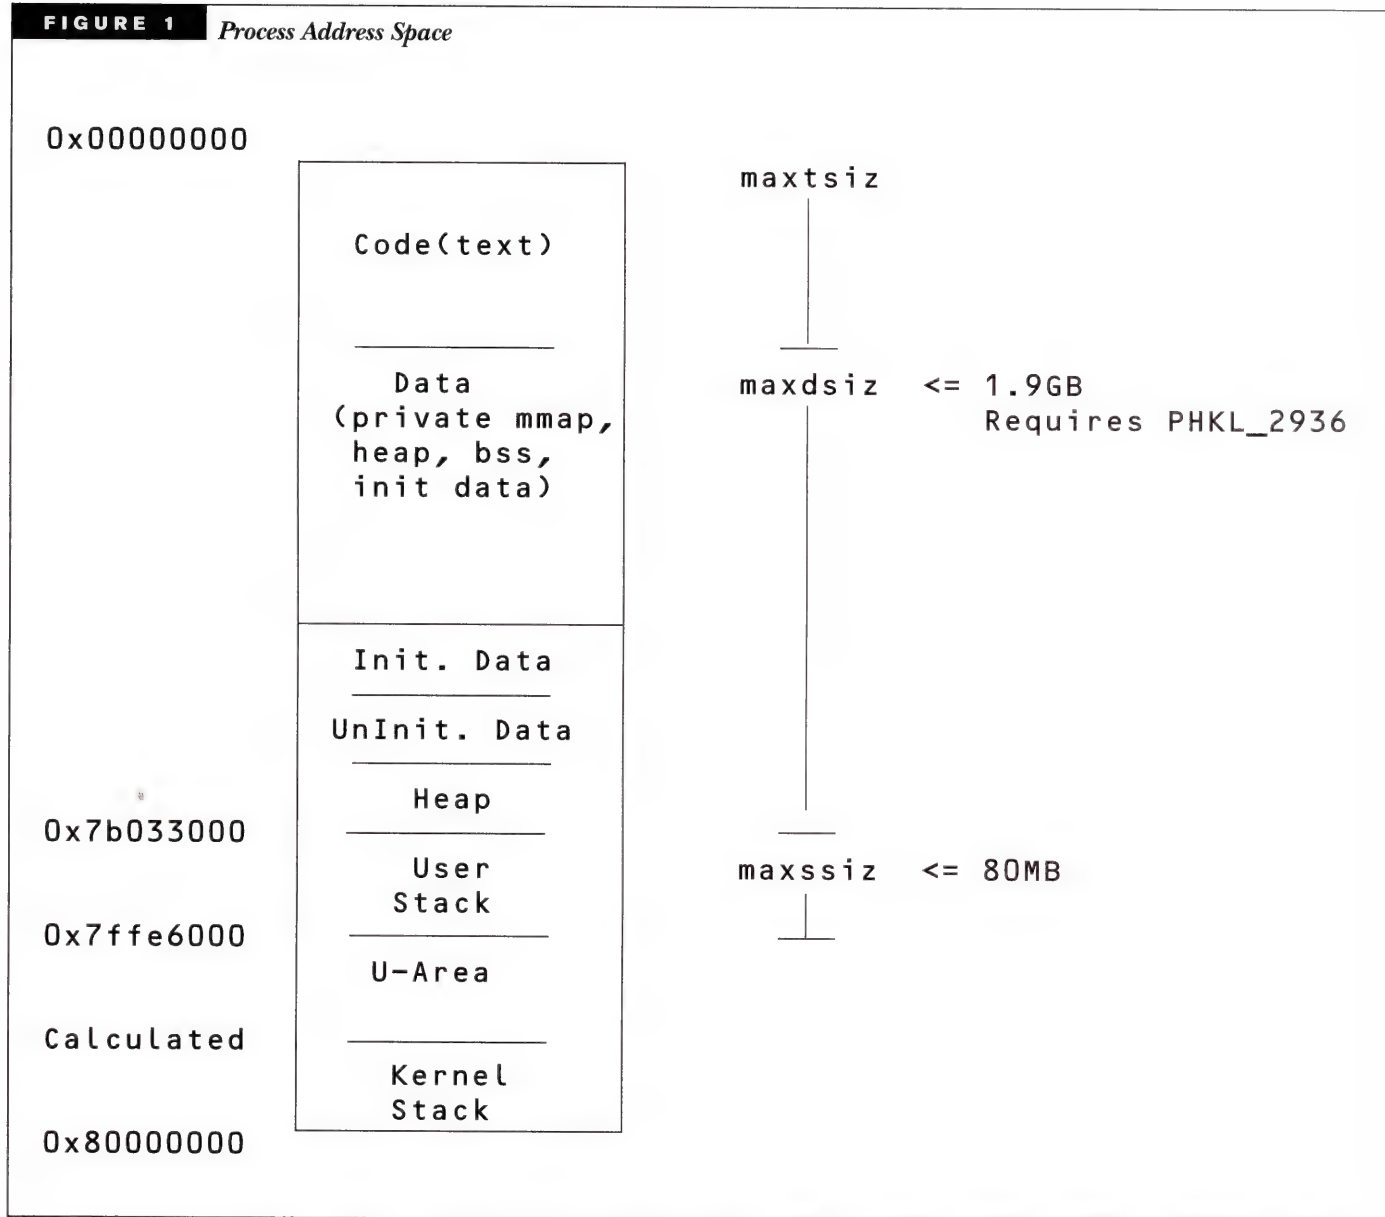 FIGURE 1 Process Address Space
0x00000000
maxtsiz
Code(text)
Data
(private mmap,
heap, bss,
init data)
maxdsiz <= 1.9GB
Requires PHKL_2936
Init. Data
UnInit. Data
Heap
0x7b033000
User
Stack
maxssiz <= 80MB
0x7ffe6000
U-Area
Calculated
Kernel
Stack
0x80000000